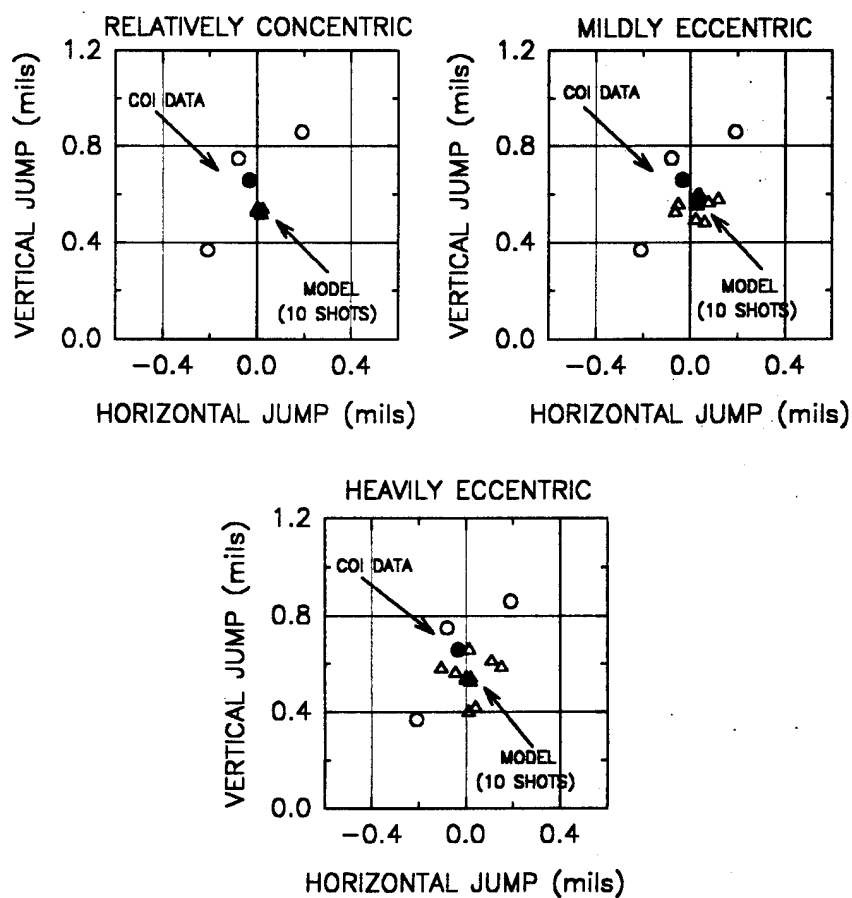 RELATIVELY CONCENTRIC
VERTICAL JUMP (mils)
1.2
0.8
0.4
0.0
COI DATA
MODEL
(10 SHOTS)
-0.4 0.0 0.4
HORIZONTAL JUMP (mils)
MILDLY ECCENTRIC
VERTICAL JUMP (mils)
1.2
0.8
0.4
0.0
COI DATA
MODEL
(10 SHOTS)
-0.4 0.0 0.4
HORIZONTAL JUMP (mils)
HEAVILY ECCENTRIC
VERTICAL JUMP (mils)
1.2
0.8
0.4
0.0
COI DATA
MODEL
(10 SHOTS)
-0.4 0.0 0.4
HORIZONTAL JUMP (mils)